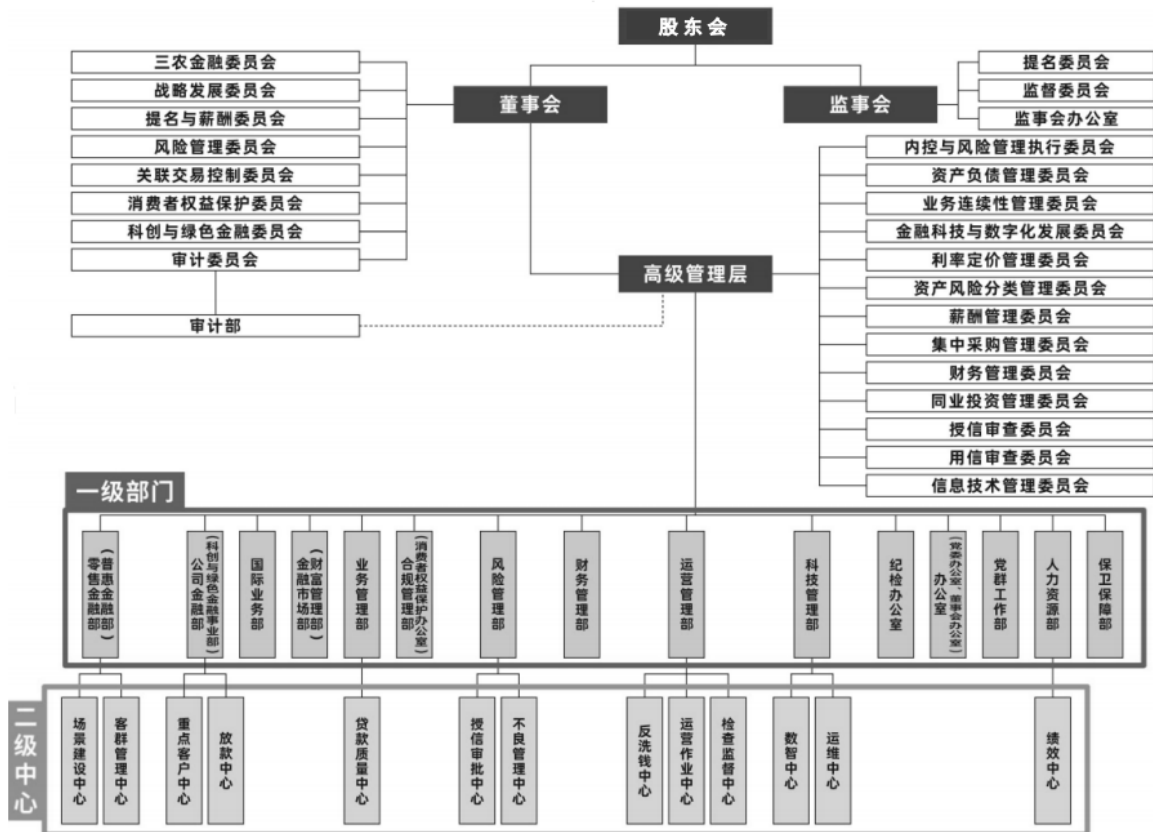 股东会
董事会
监事会
三农金融委员会
战略发展委员会
提名与薪酬委员会
风险管理委员会
关联交易控制委员会
消费者权益保护委员会
科创与绿色金融委员会
审计委员会
审计部
提名委员会
监督委员会
监事会办公室
高级管理层
内控与风险管理执行委员会
资产负债管理委员会
业务连续性管理委员会
金融科技与数字化发展委员会
利率定价管理委员会
资产风险分类管理委员会
薪酬管理委员会
集中采购管理委员会
财务管理委员会
同业投资管理委员会
授信审查委员会
用信审查委员会
信息技术管理委员会
一级部门
零售金融部
(普惠金融部)
公司金融部
(科创与绿色金融事业部)
国际业务部
金融市场部
(财富管理部)
业务管理部
合规管理部
(消费者权益保护办公室)
风险管理部
财务管理部
运营管理部
科技管理部
纪检办公室
办公室
(党委办公室、董事会办公室)
党群工作部
人力资源部
保卫保障部
二级中心
场景建设中心
客群管理中心
重点客户中心
放款中心
贷款质量中心
授信审批中心
不良管理中心
反洗钱中心
运营作业中心
检查监督中心
数智中心
运维中心
绩效中心